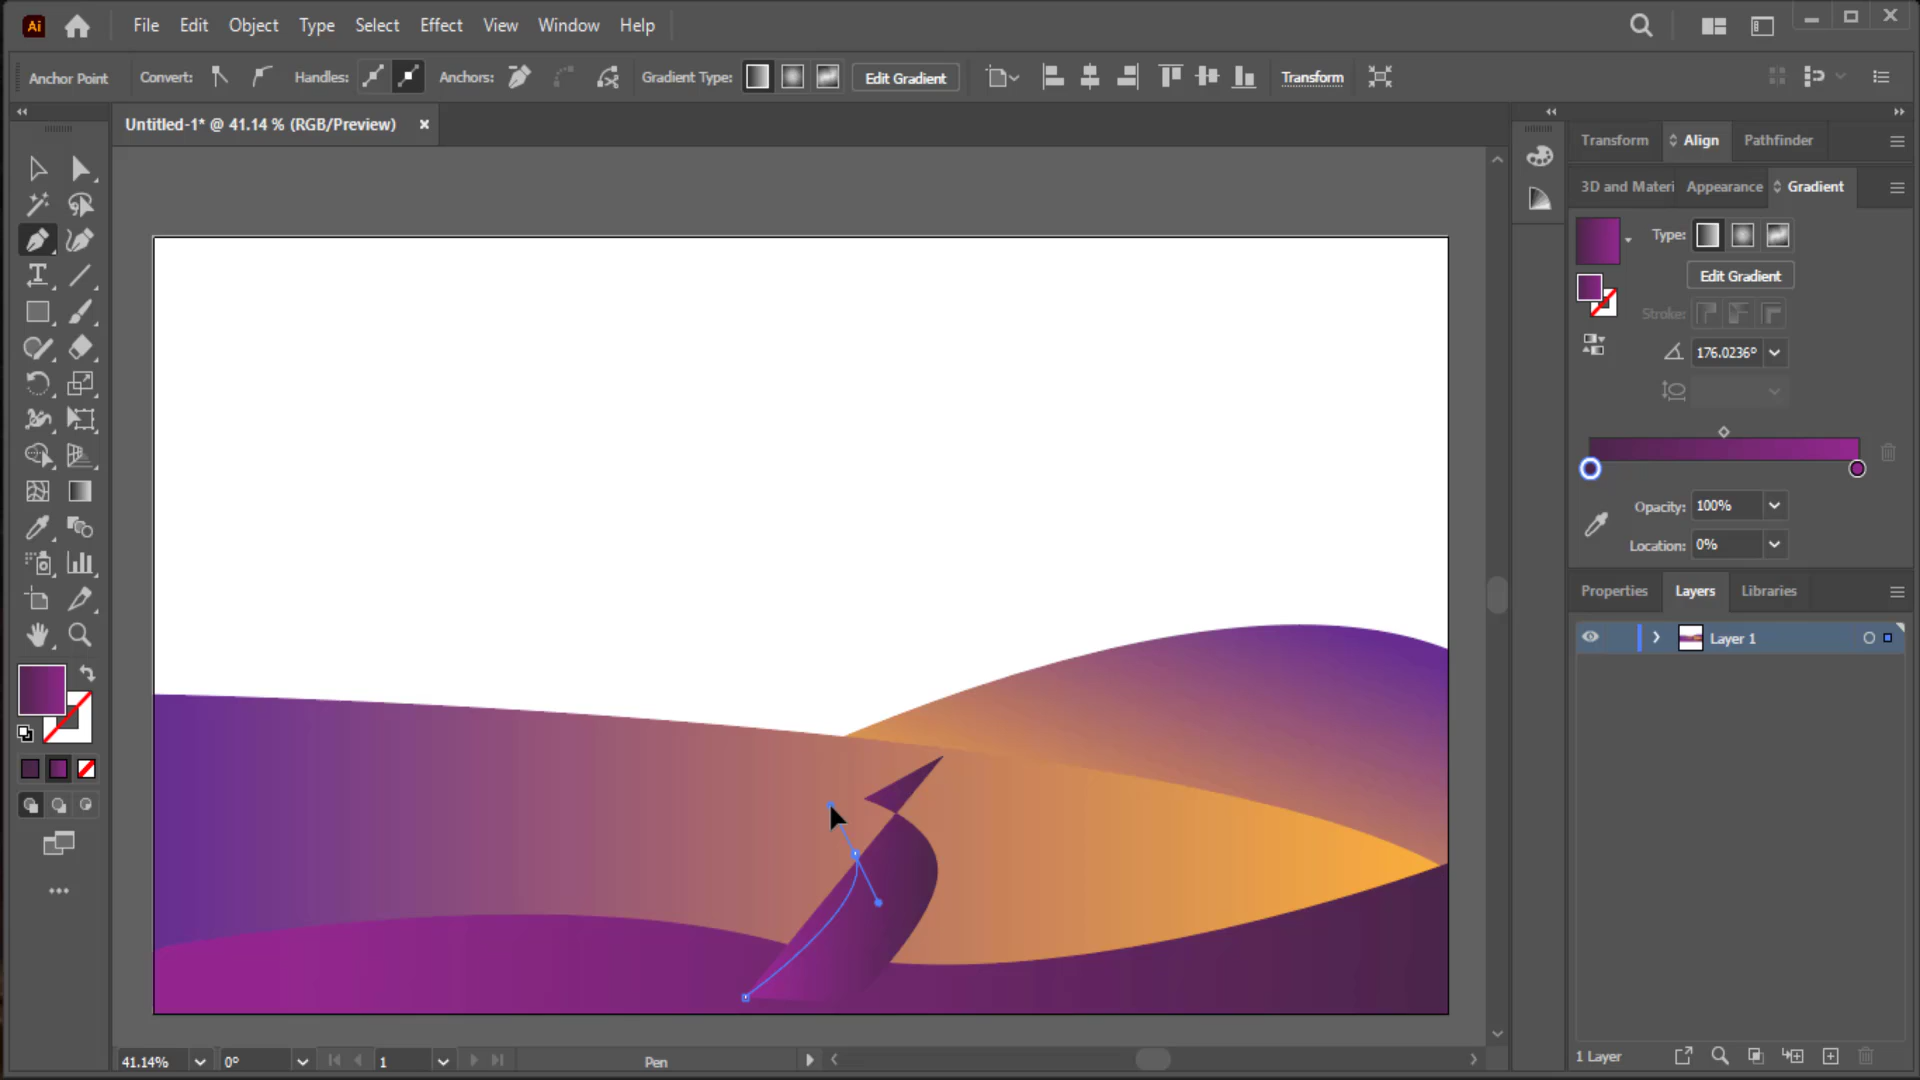 Ai File Edit Object Type Select Effect View Window Help
Anchor Point Convert: Handles: Anchors: Gradient Type: Edit Gradient Transform
Untitled-1* @ 41.14 % (RGB/Preview) ×
Transform Align Pathfinder
3D and Materi Appearance Gradient
Type:
Edit Gradient
Stroke:
176.0236°
Opacity: 100%
Location: 0%
Properties Layers Libraries
Layer 1
41.14% 0° 1 Pen
1 Layer